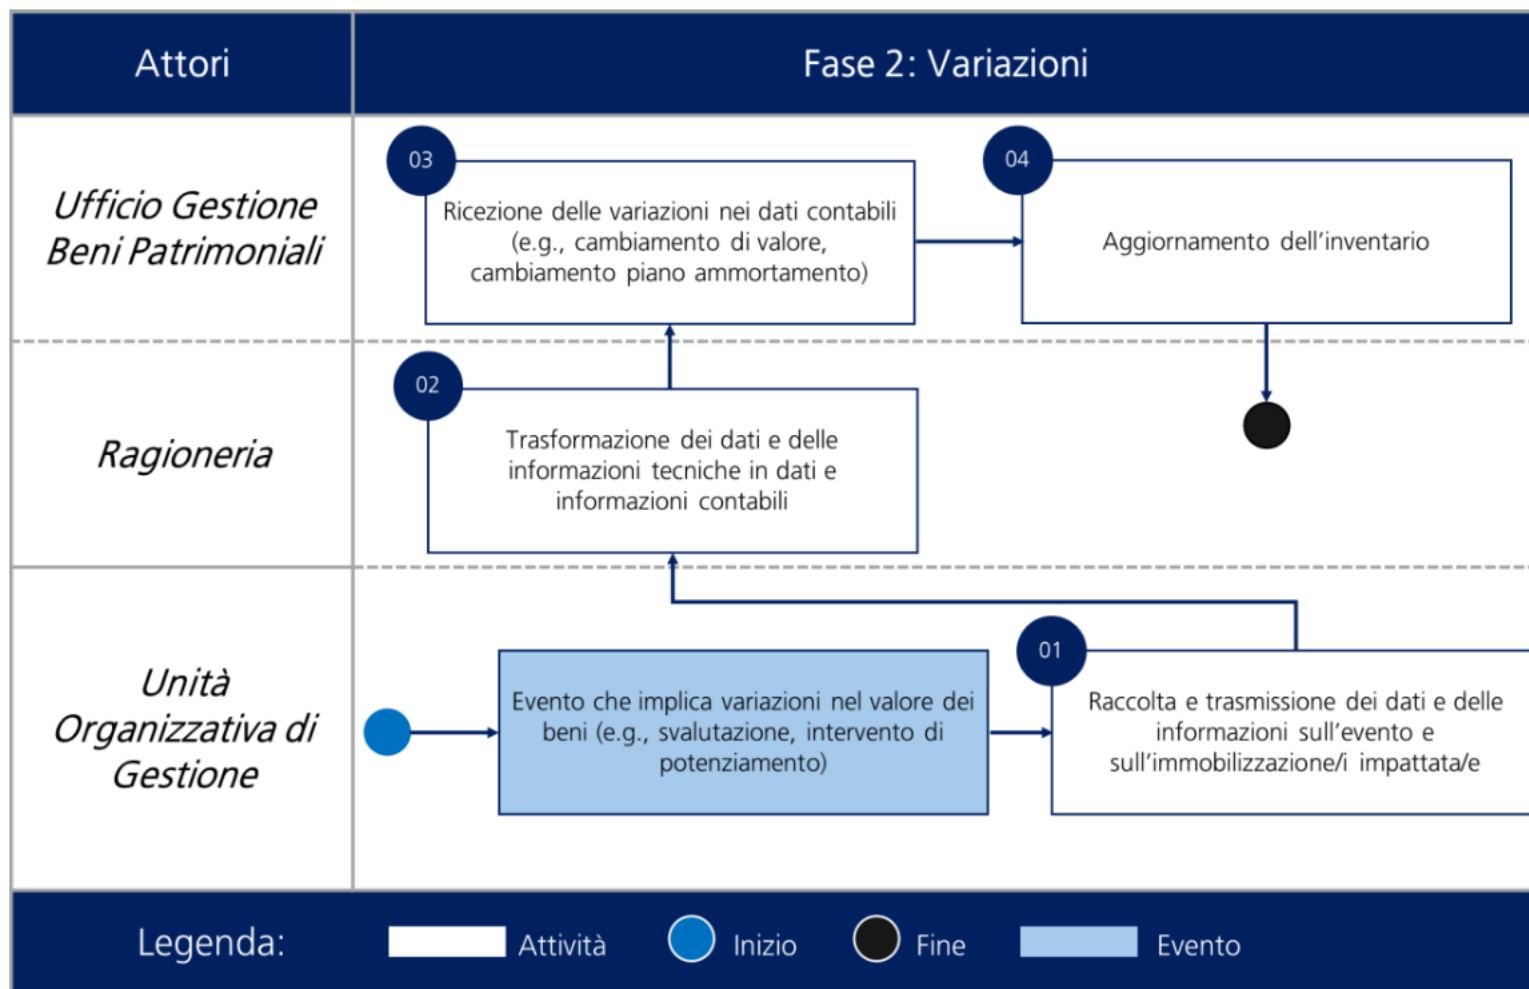 Attori
Fase 2: Variazioni
Ufficio Gestione
Beni Patrimoniali
03
Ricezione delle variazioni nei dati contabili
(e.g., cambiamento di valore,
cambiamento piano ammortamento)
04
Aggiornamento dell'inventario
Ragioneria
02
Trasformazione dei dati e delle
informazioni tecniche in dati e
informazioni contabili
Unità
Organizzativa di
Gestione
Evento che implica variazioni nel valore dei
beni (e.g., svalutazione, intervento di
potenziamento)
01
Raccolta e trasmissione dei dati e delle
informazioni sull'evento e
sull'immobilizzazione/i impattata/e
Legenda:
Attività
Inizio
Fine
Evento